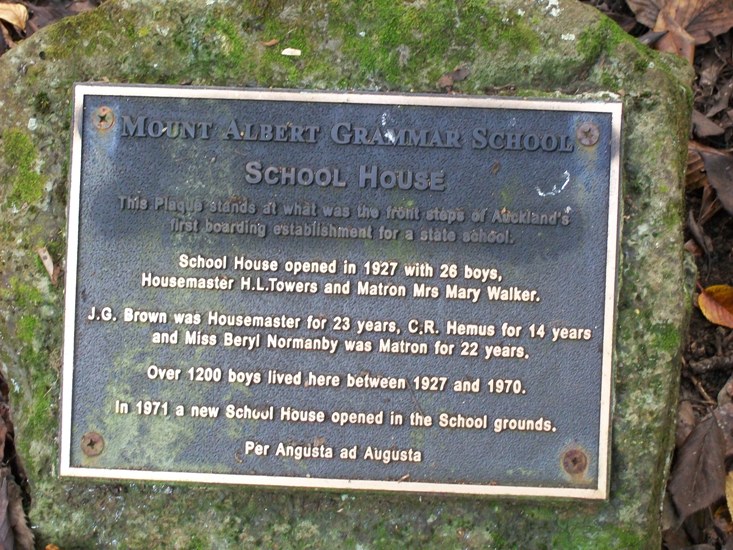 MOUNT ALBERT GRAMMAR SCHOOL
SCHOOL HOUSE
This Plaque stands at what was the front steps of Auckland's
first boarding establishment for a state school.
School House opened in 1927 with 26 boys,
Housemaster H.L.Towers and Matron Mrs Mary Walker.
J.G. Brown was Housemaster for 23 years, C.R. Hemus for 14 years
and Miss Beryl Normanby was Matron for 22 years.
Over 1200 boys lived here between 1927 and 1970.
In 1971 a new School House opened in the School grounds.
Per Angusta ad Augusta